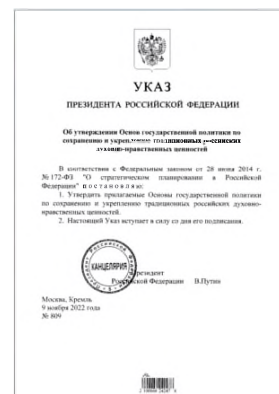 УКАЗ
ПРЕЗИДЕНТА РОССИЙСКОЙ ФЕДЕРАЦИИ
Об утверждении Основ государственной политики по
сохранению и укреплению традиционных российских
духовно-нравственных ценностей
В соответствии с Федеральным законом от 28 июня 2014 г.
№ 172-ФЗ "О стратегическом планировании в Российской
Федерации" постановляю:
1. Утвердить прилагаемые Основы государственной политики
по сохранению и укреплению традиционных российских духовно-
нравственных ценностей.
2. Настоящий Указ вступает в силу со дня его подписания.
Президент
Российской Федерации В.Путин
КАНЦЕЛЯРИЯ
Москва, Кремль
9 ноября 2022 года
№ 809